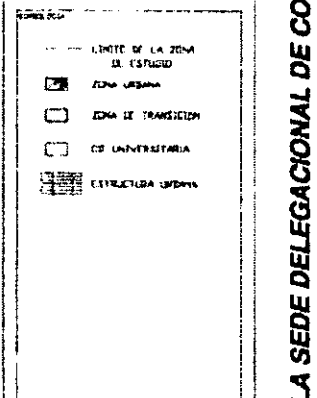 SIMBOLOGIA
LIMITE DE LA ZONA
DE ESTUDIO
ZONA URBANA
ZONA DE TRANSICION
CD UNIVERSITARIA
ESTRUCTURA URBANA
LA SEDE DELEGACIONAL DE CO